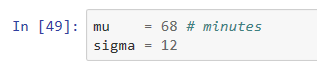 In [49]: mu    = 68 # minutes
sigma = 12